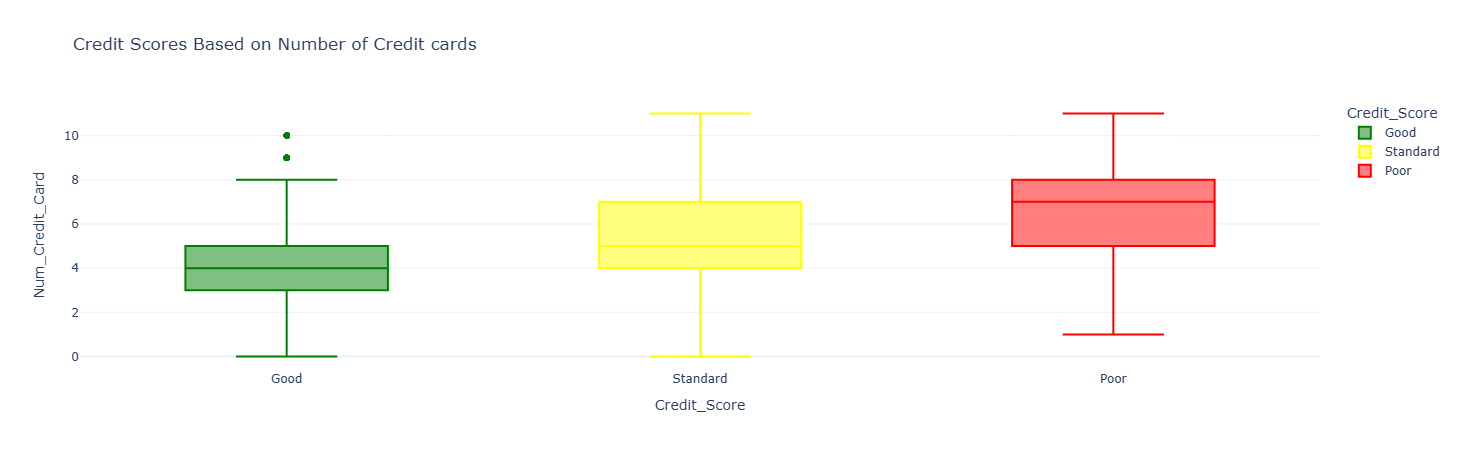 Credit Scores Based on Number of Credit cards
Num_Credit_Card
10
8
6
4
2
0
Good
Standard
Poor
Credit_Score
Credit_Score
Good
Standard
Poor